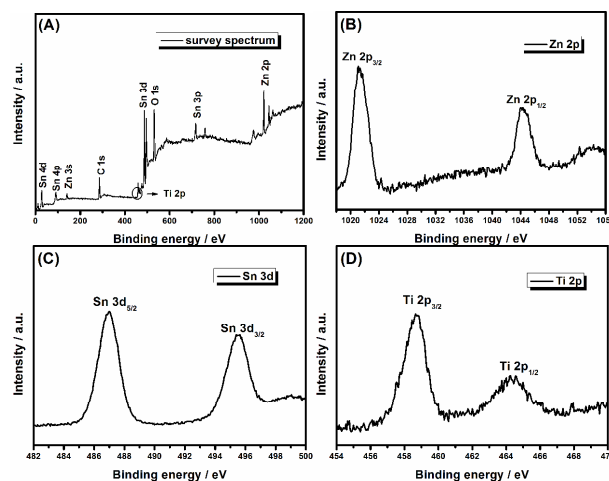 (A)
survey spectrum
Intensity / a.u.
Sn 4d
Sn 4p
Zn 3s
C 1s
Sn 3d
O 1s
Sn 3p
Zn 2p
Ti 2p
0 200 400 600 800 1000 1200
Binding energy / eV
(B)
Zn 2p
Intensity / a.u.
Zn 2p3/2
Zn 2p1/2
1020 1024 1028 1032 1036 1040 1044 1048 1052 105
Binding energy / eV
(C)
Sn 3d
Intensity / a.u.
Sn 3d5/2
Sn 3d3/2
482 484 486 488 490 492 494 496 498 500
Binding energy / eV
(D)
Ti 2p
Intensity / a.u.
Ti 2p3/2
Ti 2p1/2
454 456 458 460 462 464 466 468 47
Binding energy / eV